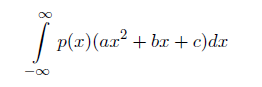 ∫_{-∞}^{∞} p(x)(ax² + bx + c)dx